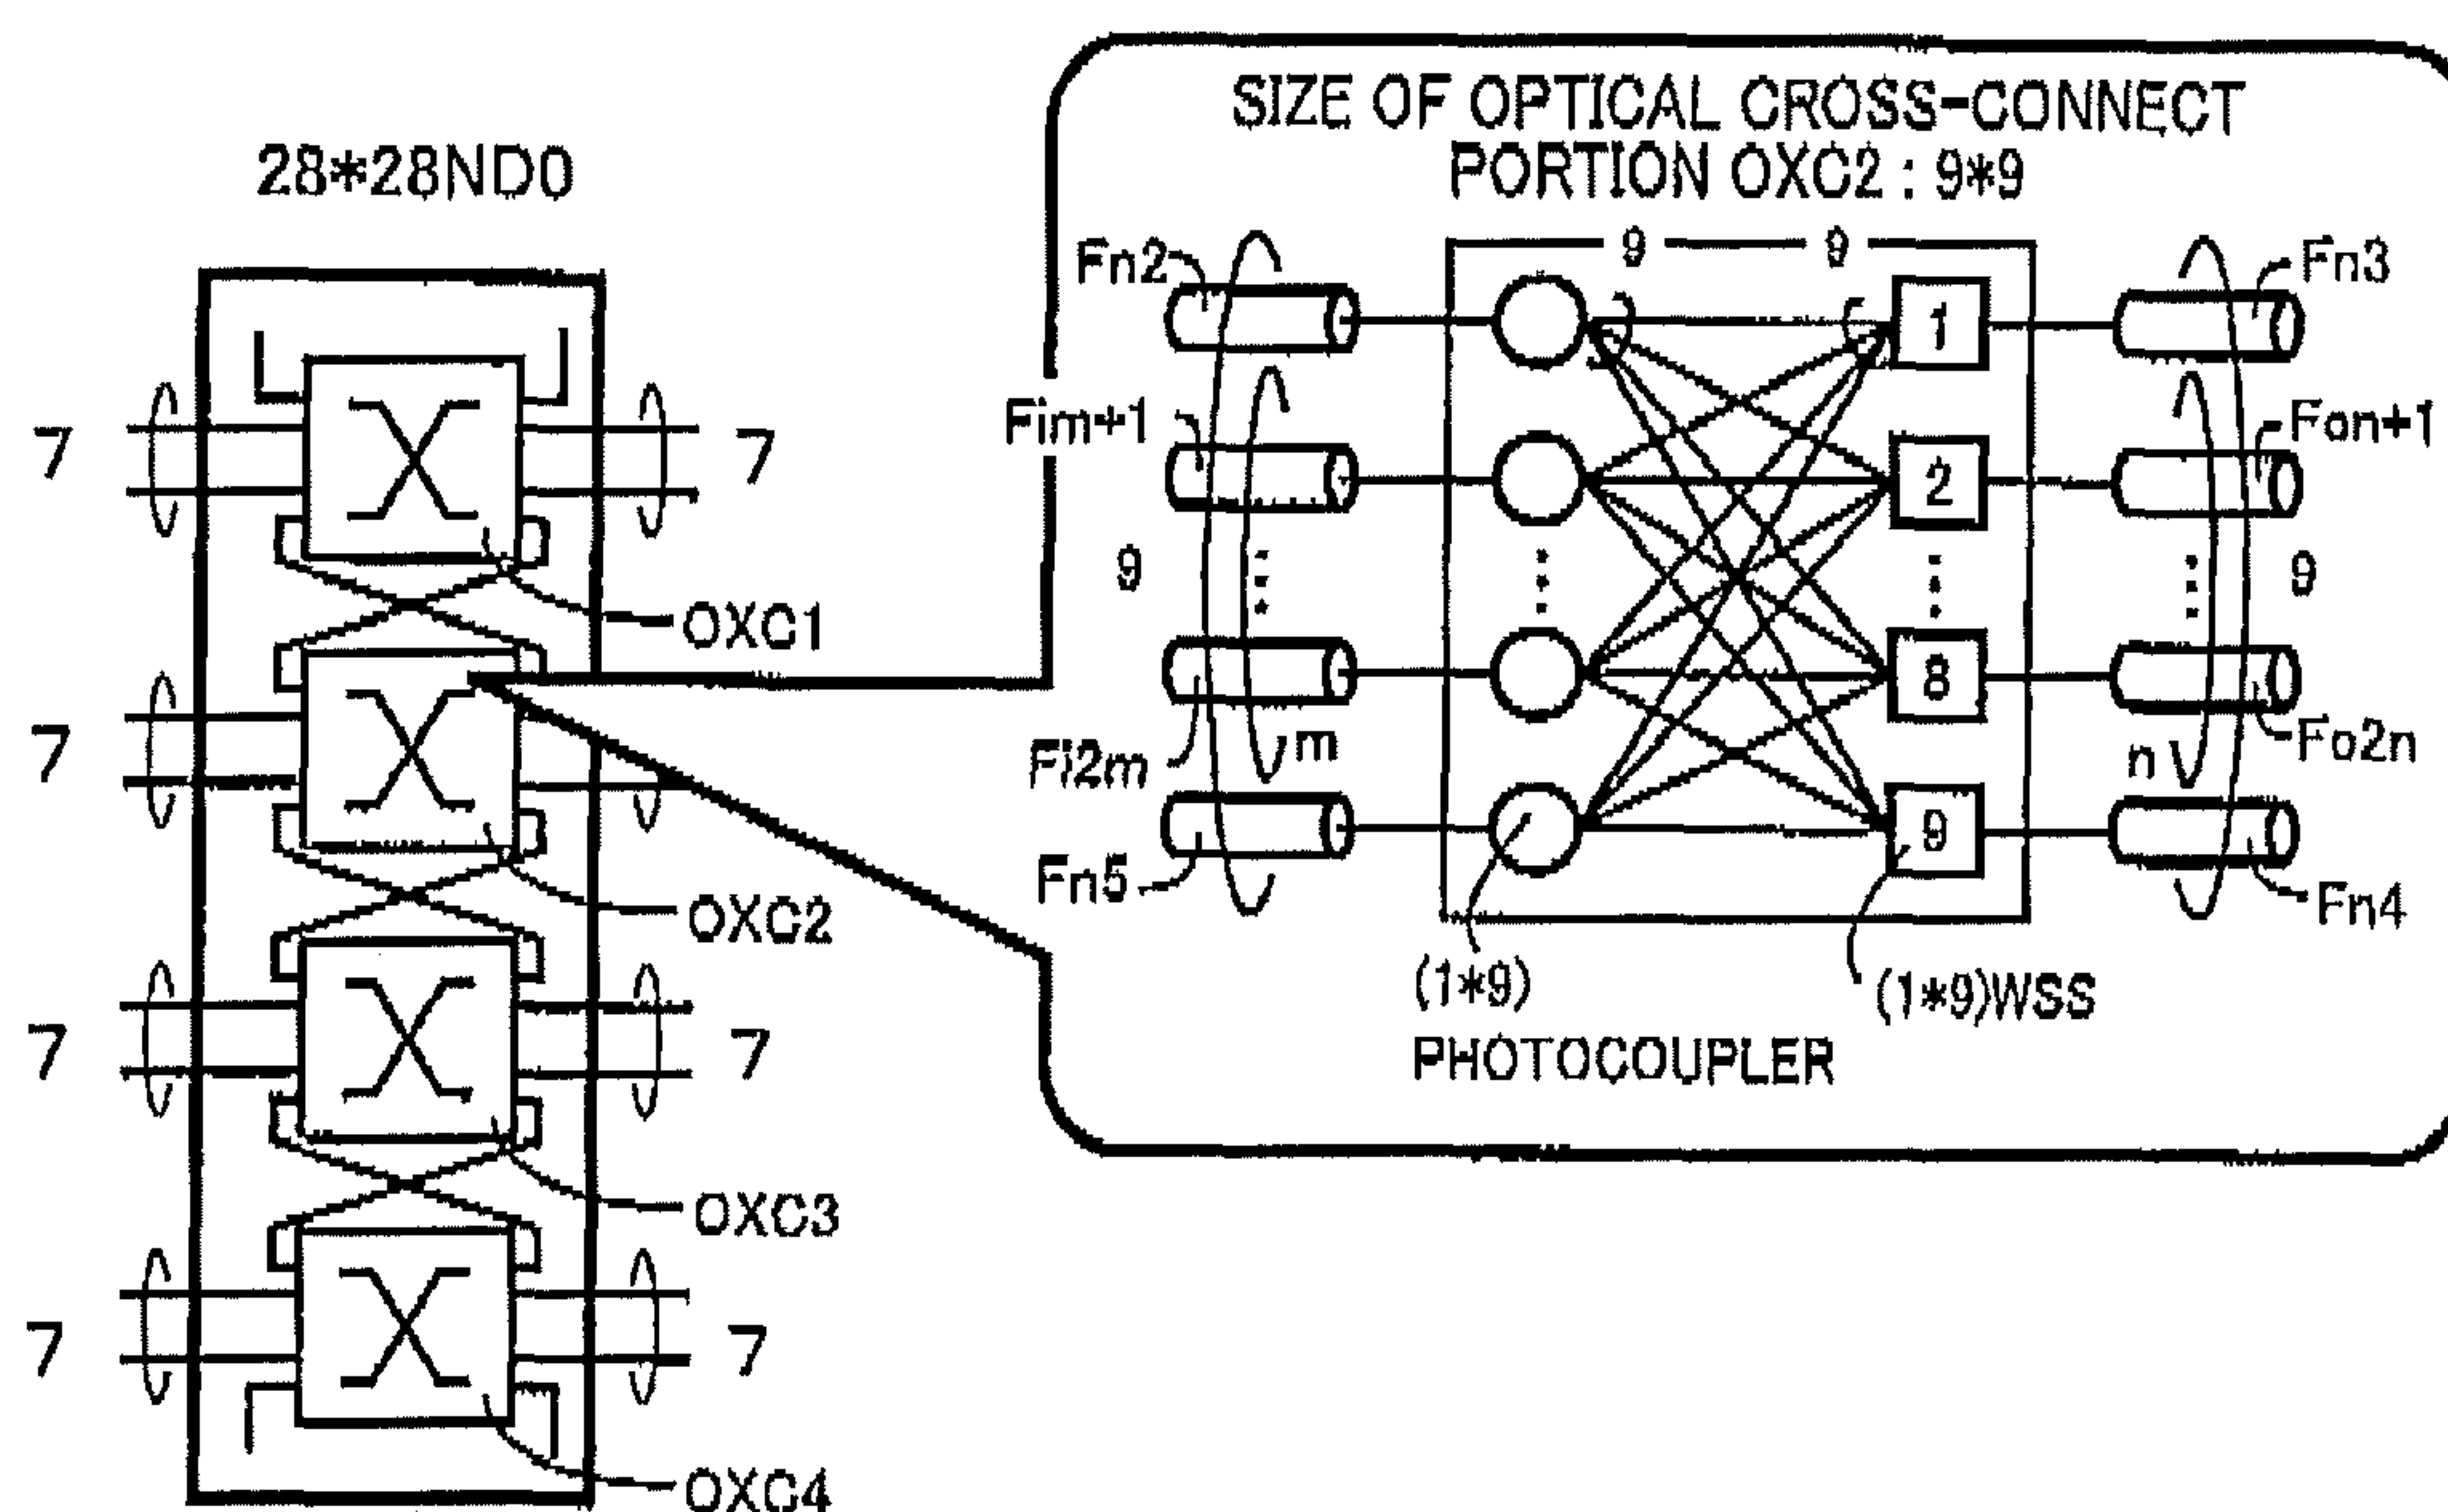 28*28ND0
7
7
OXC1
7
OXC2
7
7
OXC3
7
7
OXC4
SIZE OF OPTICAL CROSS-CONNECT
PORTION OXC2 : 9*9
9 9
Fn2
1
Fn3
Fim+1
2
Fon+1
9
9
Fi2m
m
8
n
Fo2n
Fn5
9
Fn4
(1*9)
(1*9)WSS
PHOTOCOUPLER